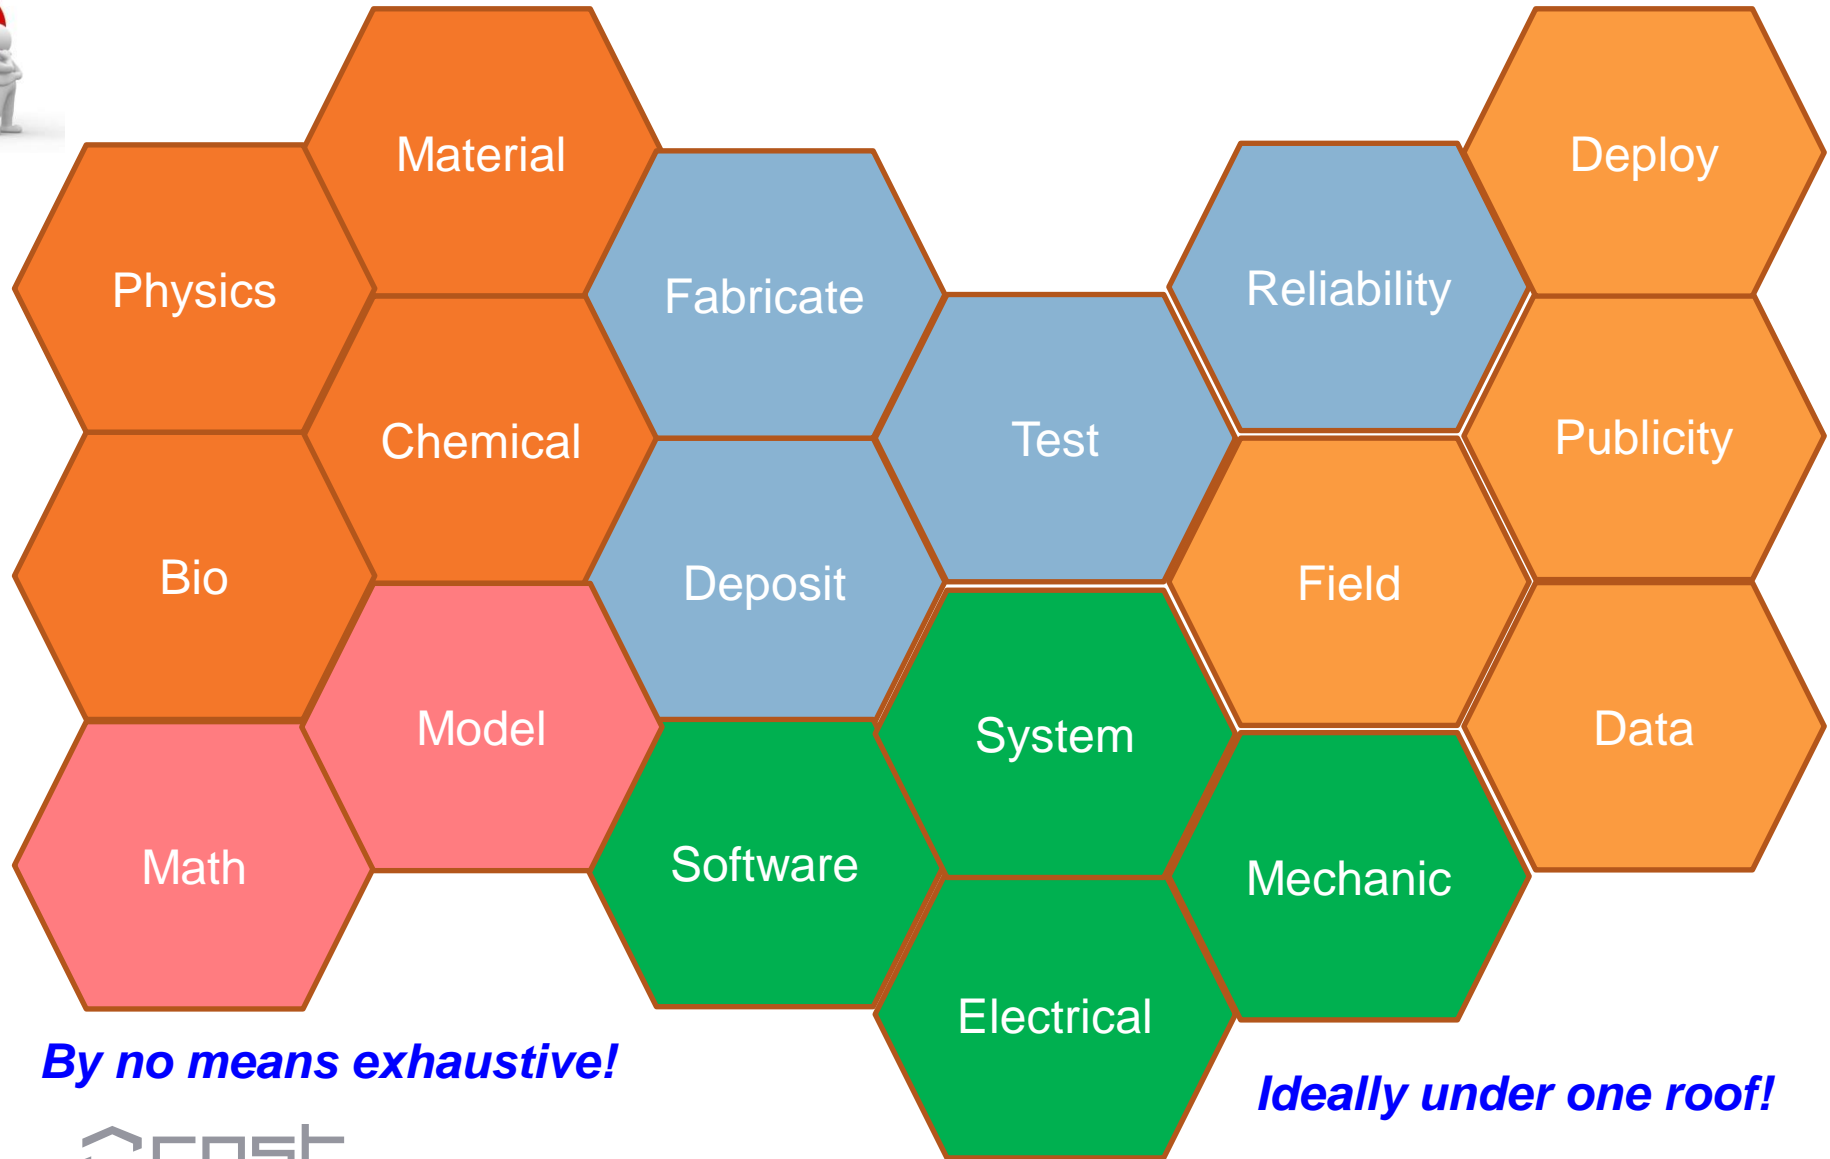 Material
Deploy
Physics
Fabricate
Reliability
Chemical
Test
Publicity
Bio
Deposit
Field
Model
System
Data
Math
Software
Mechanic
Electrical
By no means exhaustive!
Ideally under one roof!